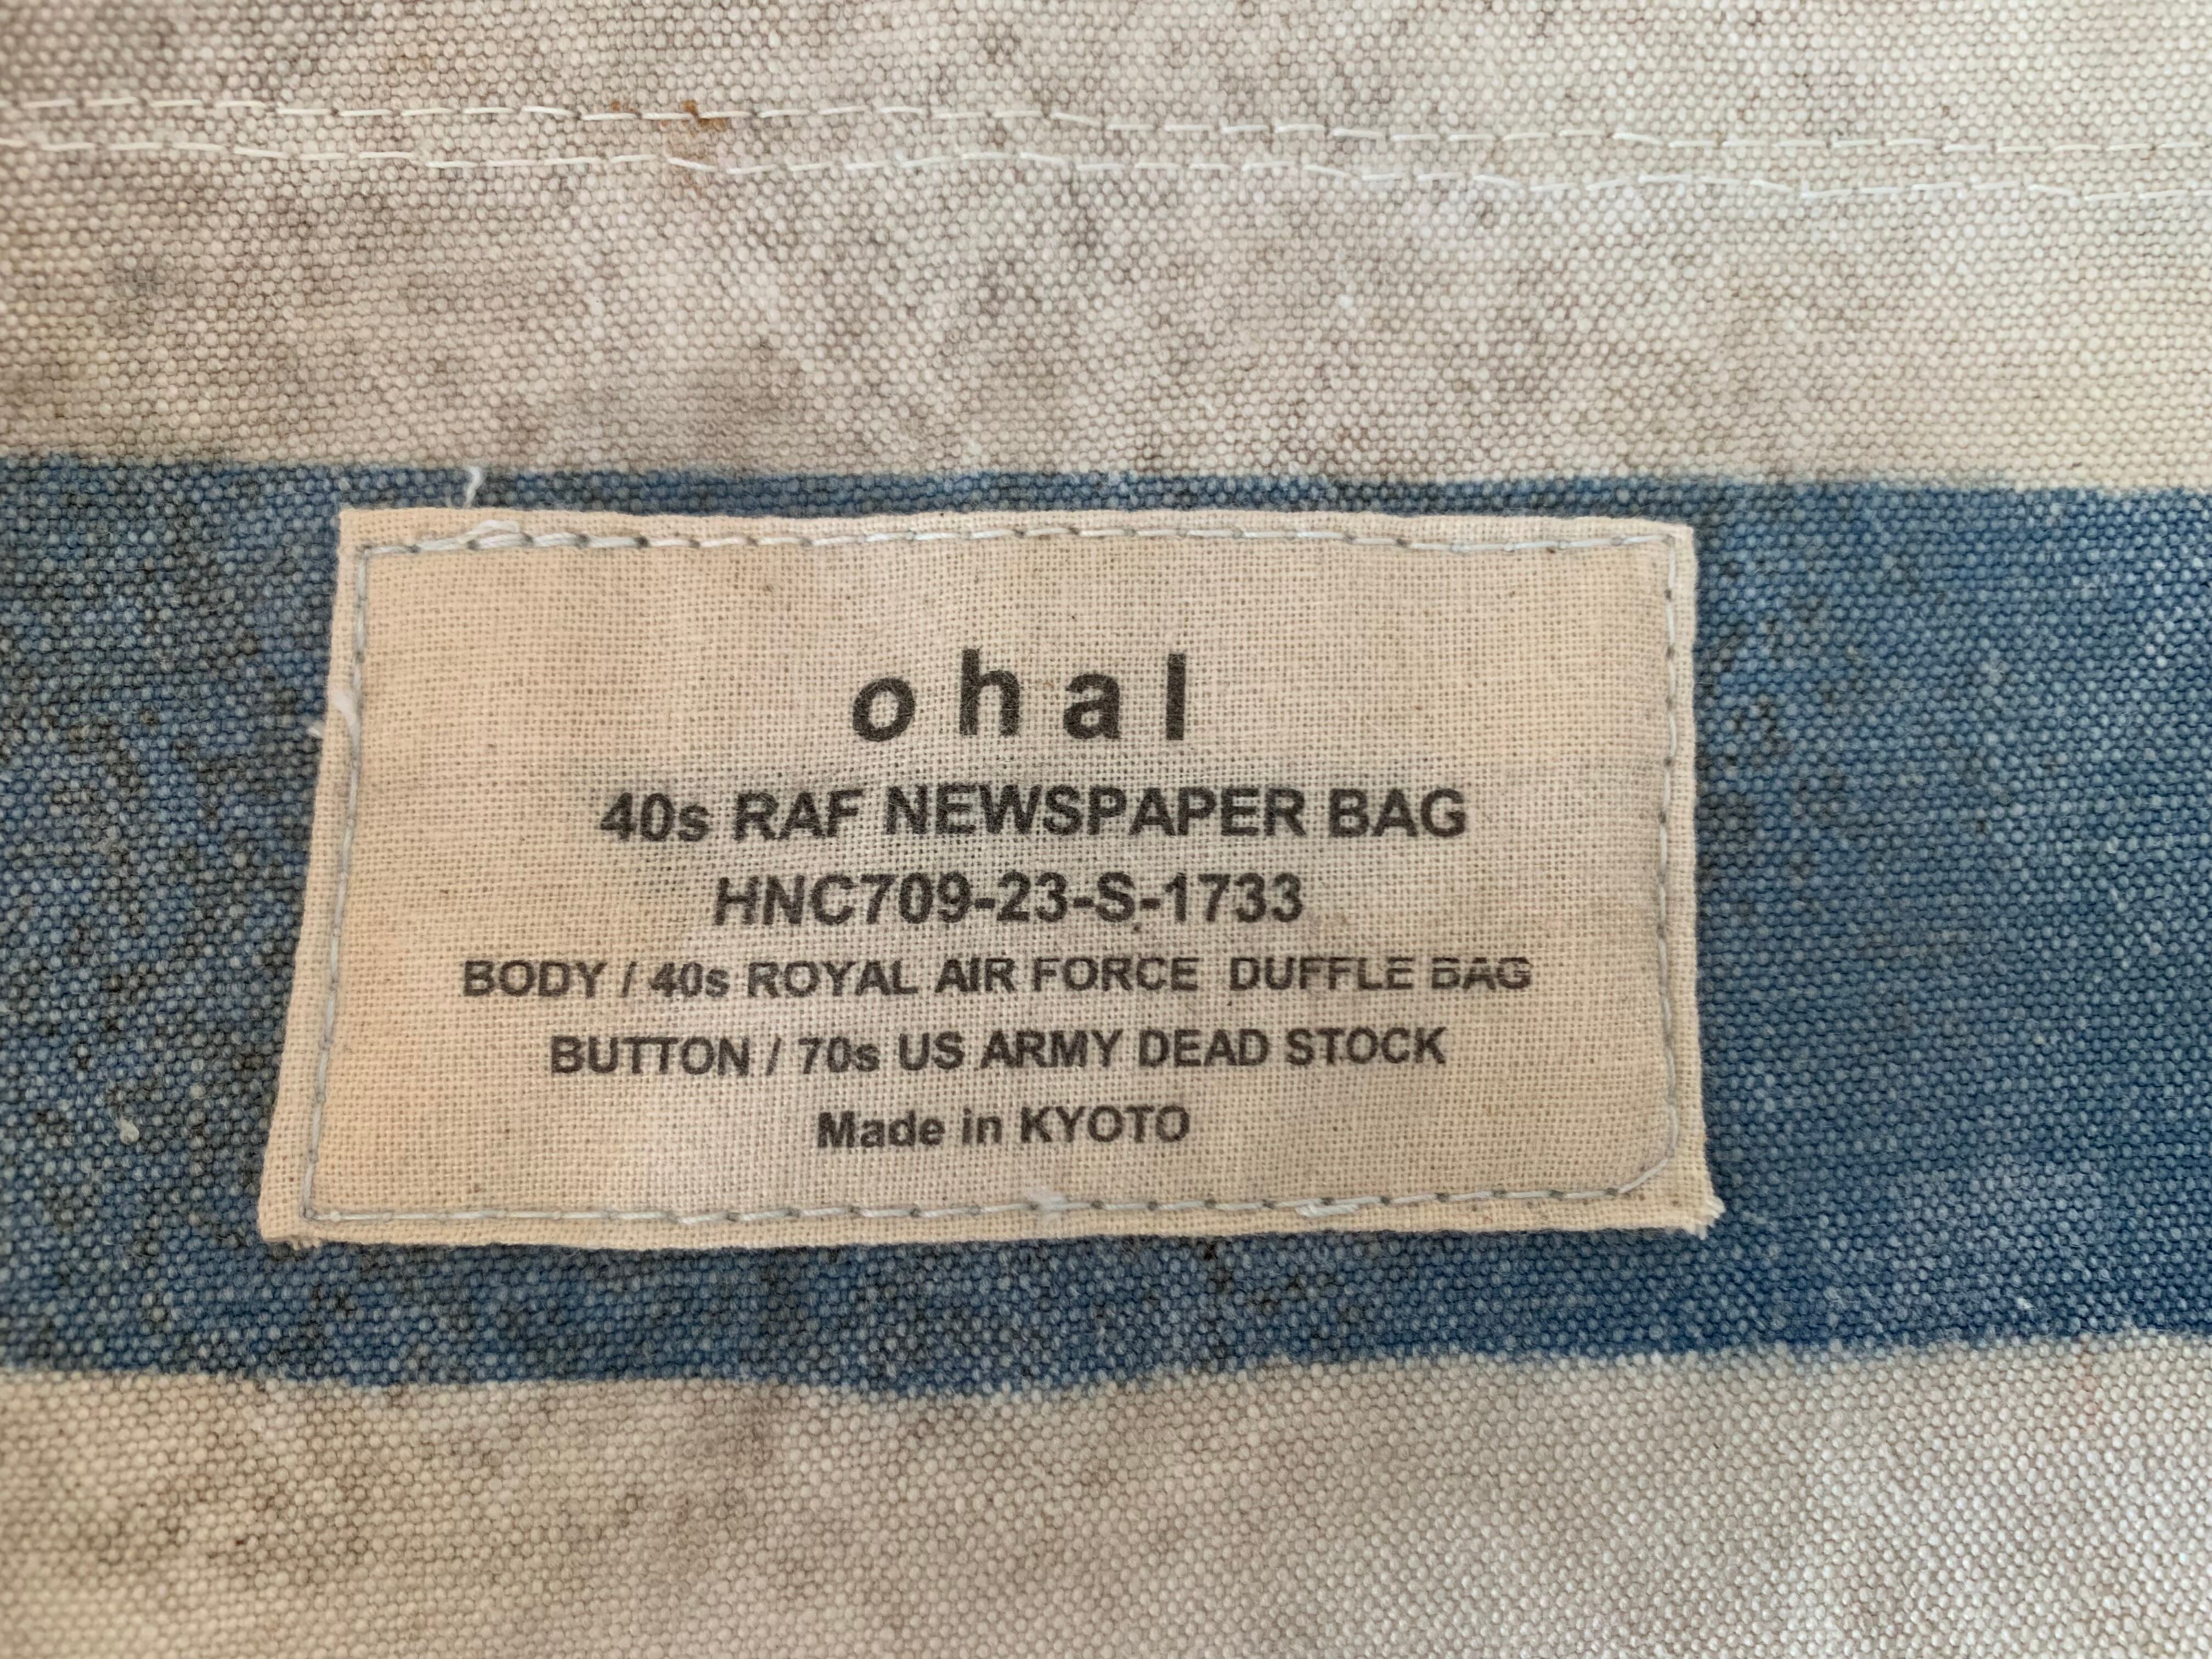 ohal
40s RAF NEWSPAPER BAG
HNC709-23-S-1733
BODY / 40s ROYAL AIR FORCE DUFFLE BAG
BUTTON / 70s US ARMY DEAD STOCK
Made in KYOTO